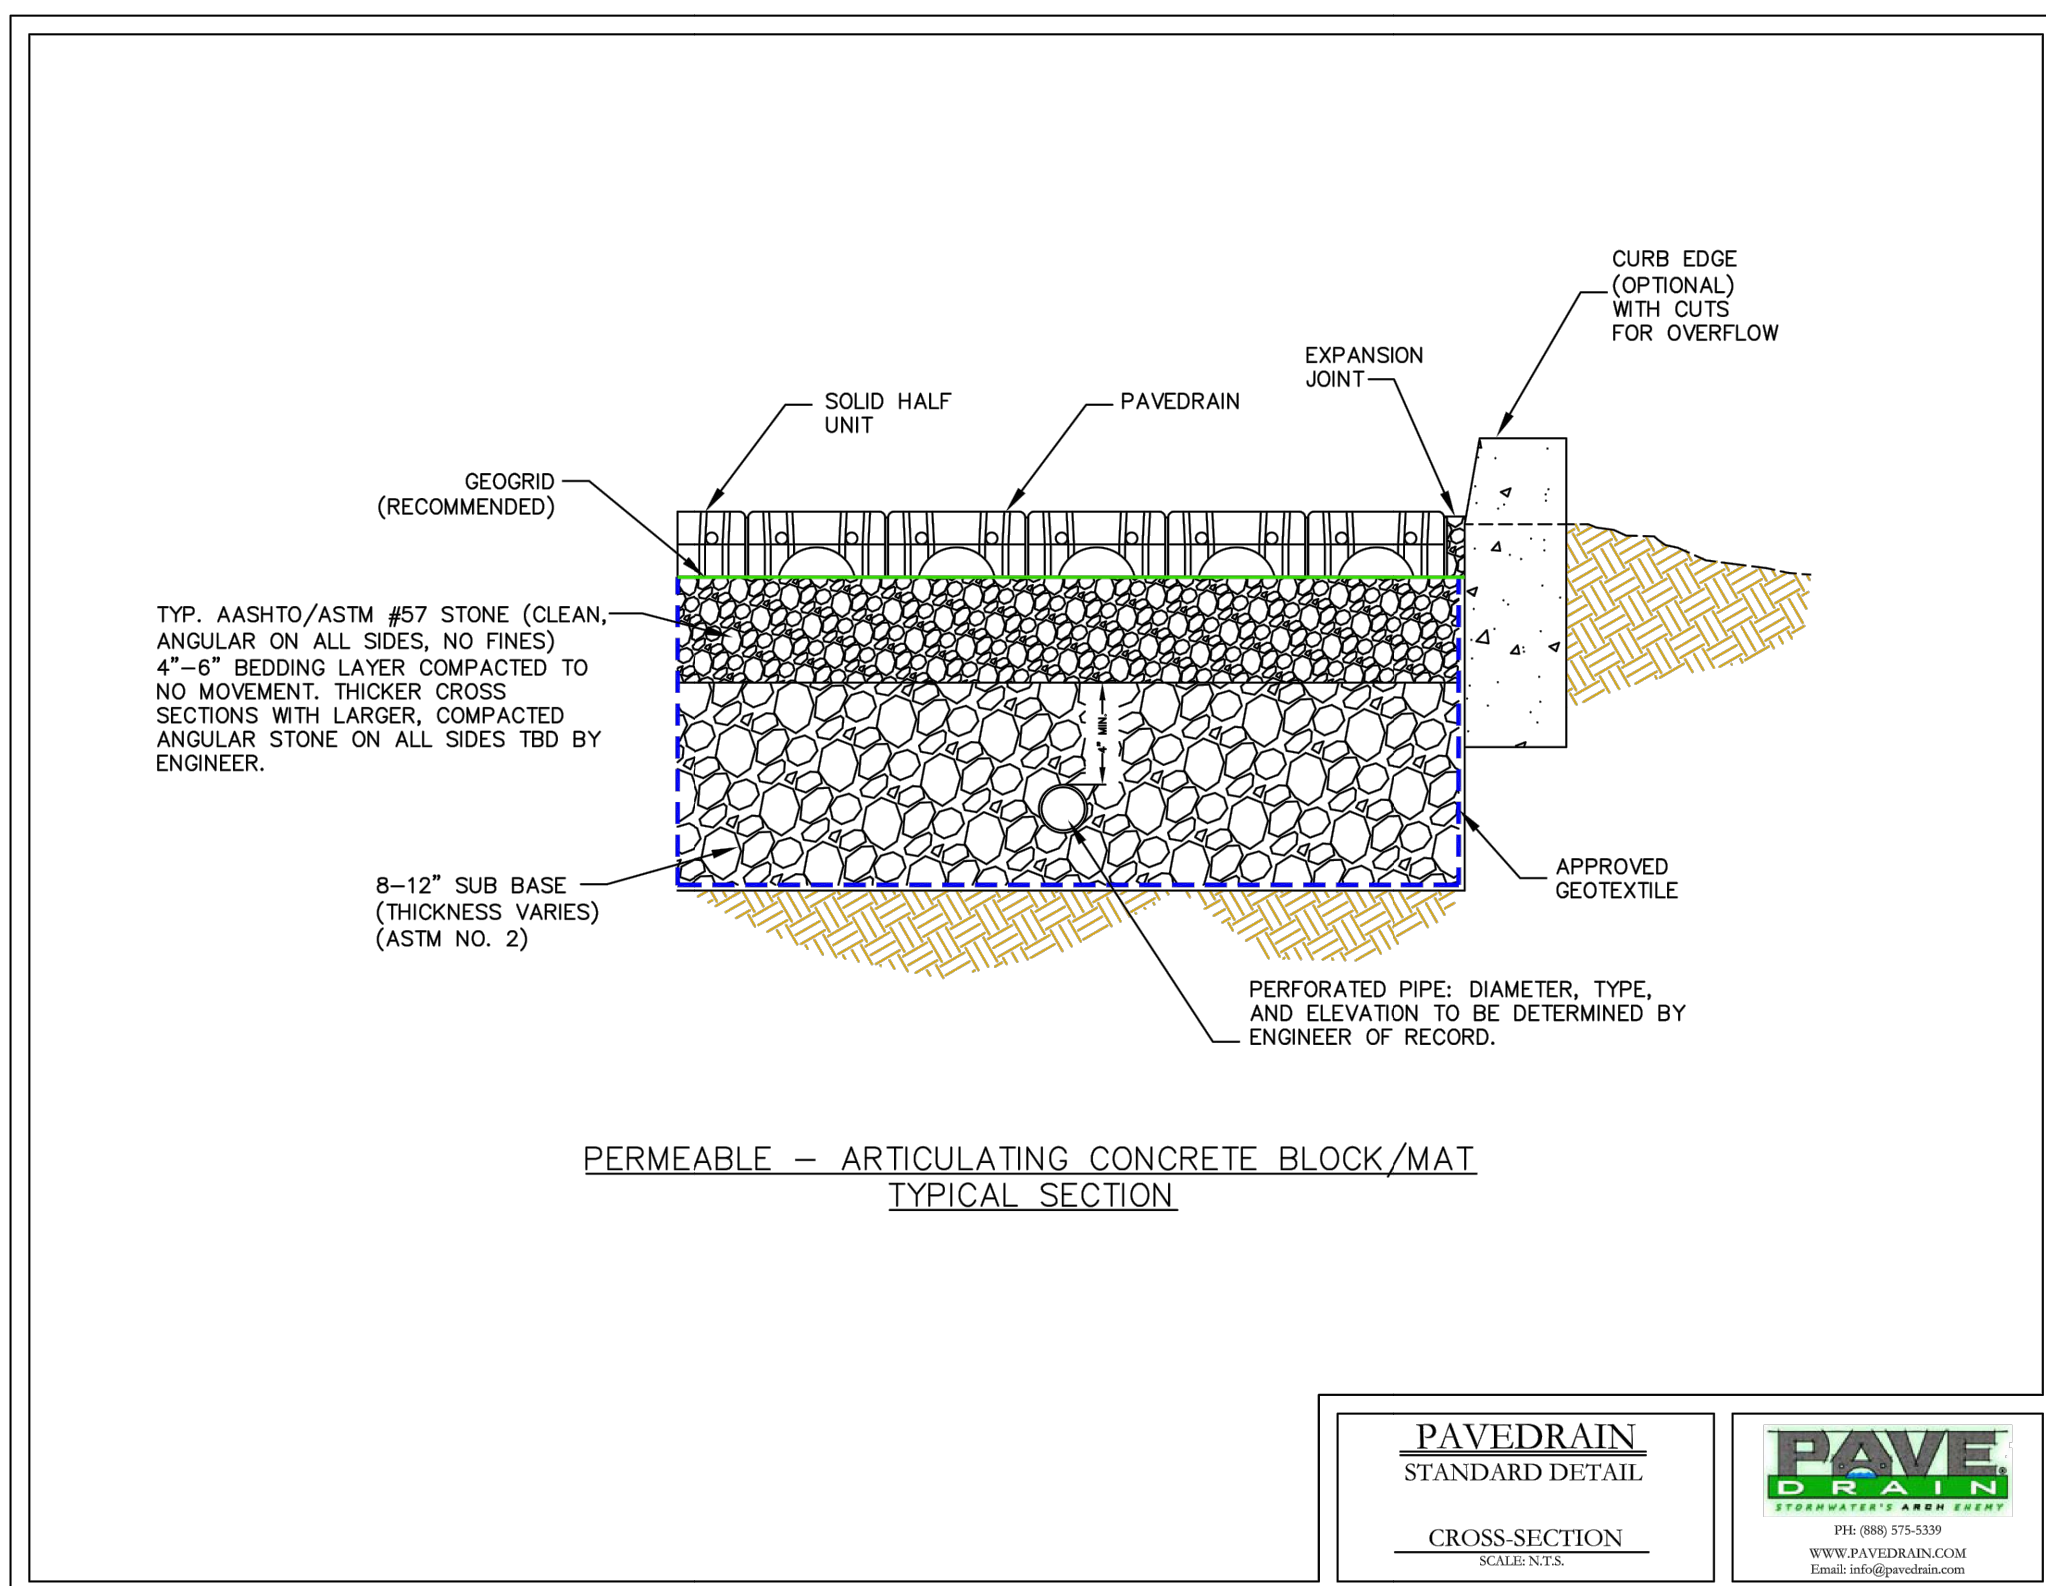 CURB EDGE
(OPTIONAL)
WITH CUTS
FOR OVERFLOW
EXPANSION
JOINT
SOLID HALF
UNIT
PAVEDRAIN
GEOGRID
(RECOMMENDED)
TYP. AASHTO/ASTM #57 STONE (CLEAN,
ANGULAR ON ALL SIDES, NO FINES)
4"–6" BEDDING LAYER COMPACTED TO
NO MOVEMENT. THICKER CROSS
SECTIONS WITH LARGER, COMPACTED
ANGULAR STONE ON ALL SIDES TBD BY
ENGINEER.
4" MIN.
8–12" SUB BASE
(THICKNESS VARIES)
(ASTM NO. 2)
APPROVED
GEOTEXTILE
PERFORATED PIPE: DIAMETER, TYPE,
AND ELEVATION TO BE DETERMINED BY
ENGINEER OF RECORD.
PERMEABLE – ARTICULATING CONCRETE BLOCK/MAT
TYPICAL SECTION
PAVEDRAIN
STANDARD DETAIL
CROSS-SECTION
SCALE: N.T.S.
PAVE
DRAIN®
STORMWATER'S ARCH ENEMY
PH: (888) 575-5339
WWW.PAVEDRAIN.COM
Email: info@pavedrain.com